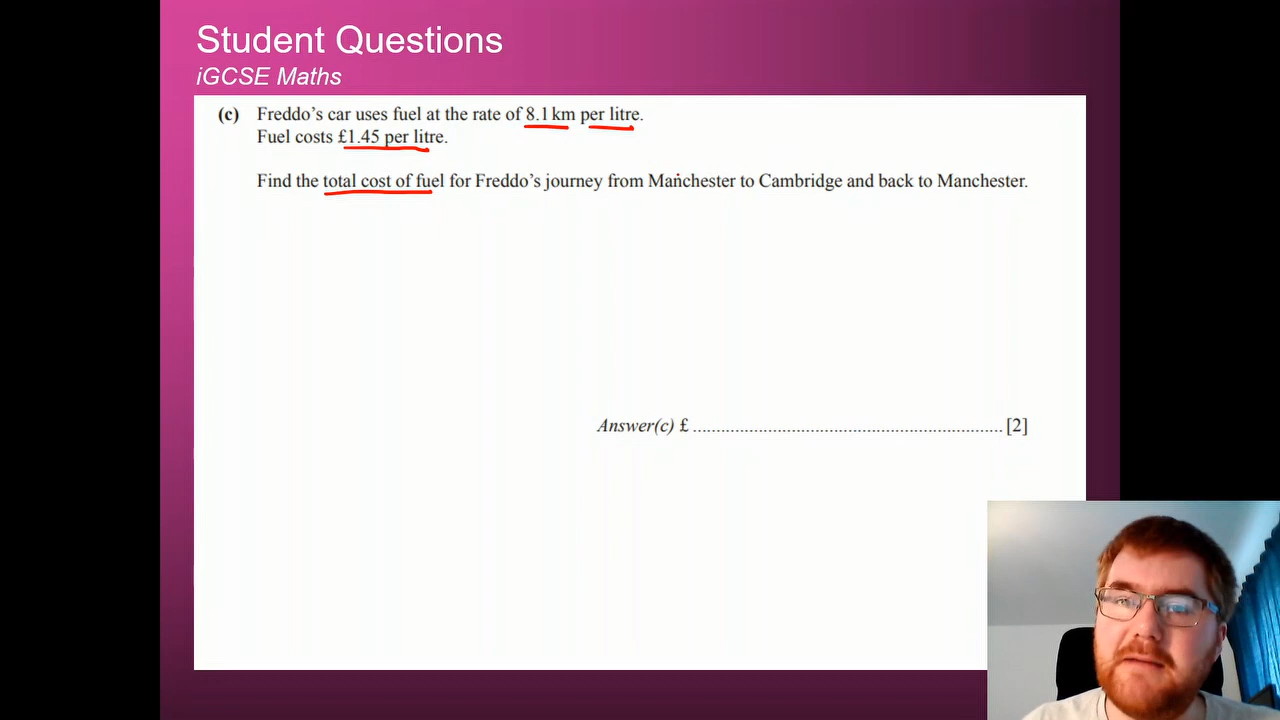 Student Questions
iGCSE Maths
(c) Freddo's car uses fuel at the rate of 8.1 km per litre.
Fuel costs £1.45 per litre.
Find the total cost of fuel for Freddo's journey from Manchester to Cambridge and back to Manchester.
Answer(c) £ ................................................................. [2]